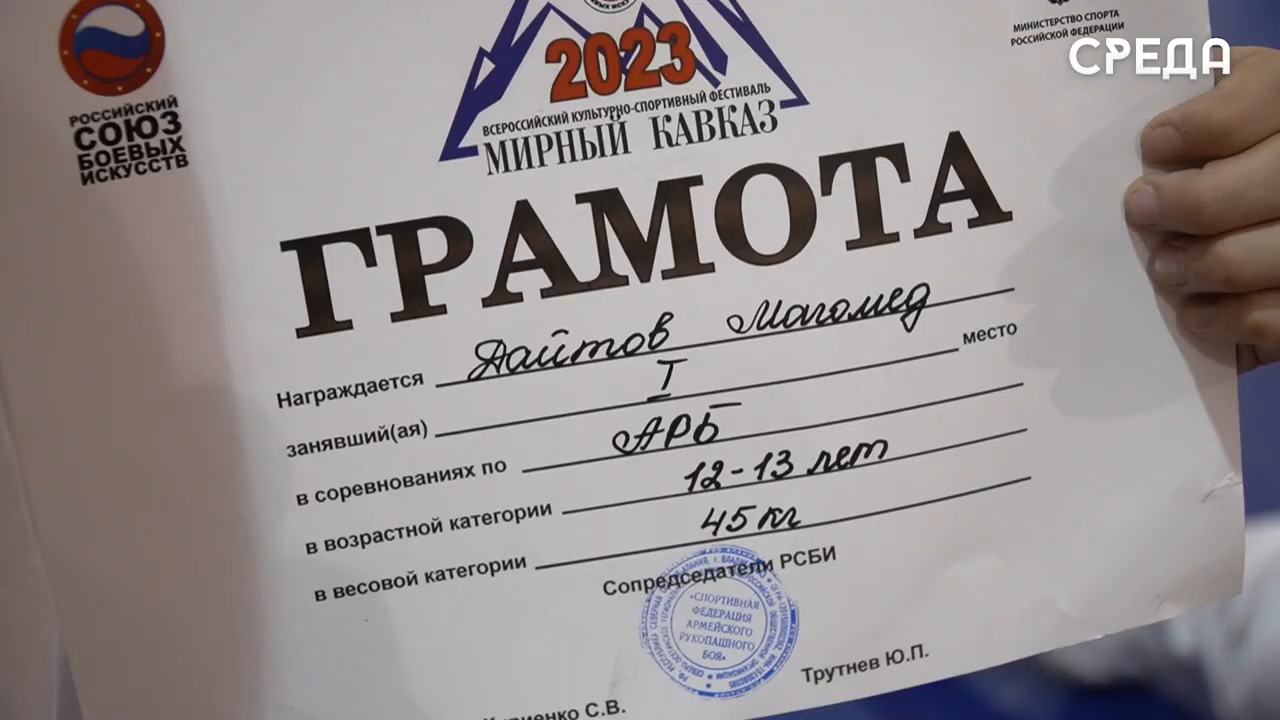 РОССИЙСКИЙ
СОЮЗ
БОЕВЫХ
ИСКУССТВ
2023
ВСЕРОССИЙСКИЙ КУЛЬТУРНО-СПОРТИВНЫЙ ФЕСТИВАЛЬ
МИРНЫЙ КАВКАЗ
МИНИСТЕРСТВО СПОРТА
РОССИЙСКОЙ ФЕДЕРАЦИИ
СРЕДА
ГРАМОТА
Награждается Даитов Магомед
занявший(ая) I место
в соревнованиях по АРБ
в возрастной категории 12-13 лет
в весовой категории 45 кг
Сопредседатели РСБИ
«СПОРТИВНАЯ
ФЕДЕРАЦИЯ
АРМЕЙСКОГО
РУКОПАШНОГО
БОЯ»
Трутнев Ю.П.
С.В.